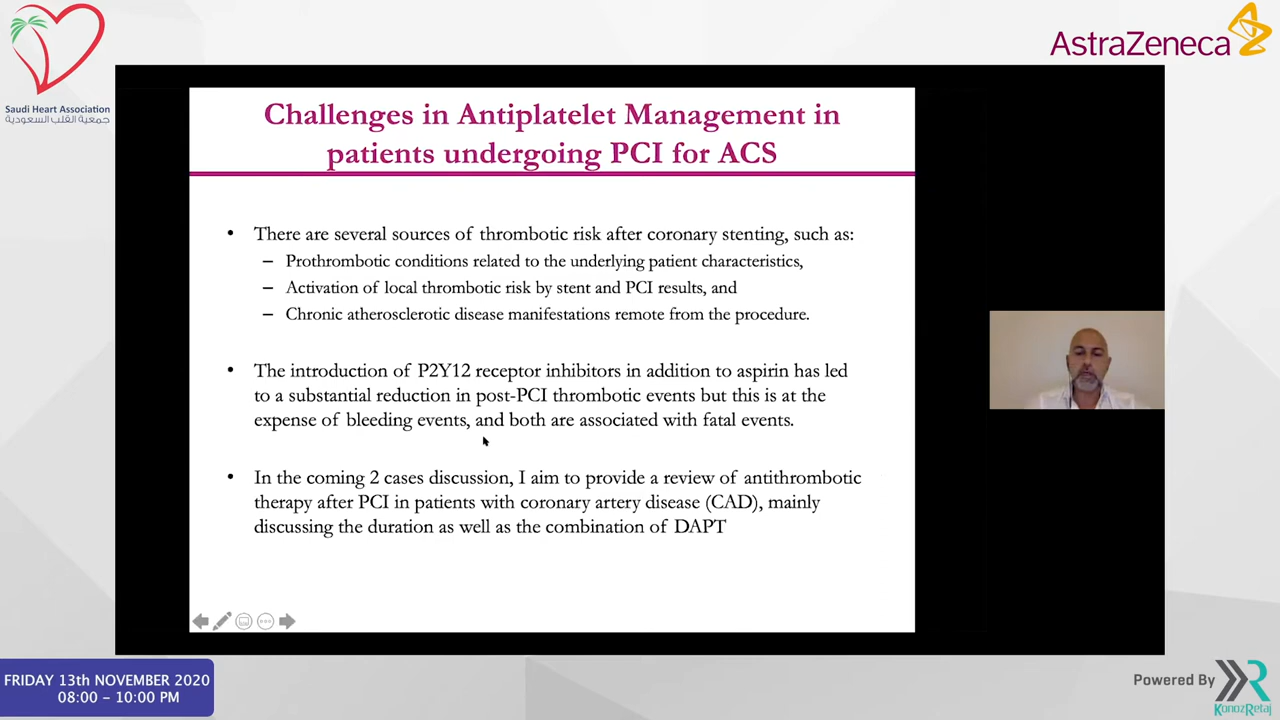 Saudi Heart Association
جمعية القلب السعودية
AstraZeneca
Challenges in Antiplatelet Management in
patients undergoing PCI for ACS
• There are several sources of thrombotic risk after coronary stenting, such as:
– Prothrombotic conditions related to the underlying patient characteristics,
– Activation of local thrombotic risk by stent and PCI results, and
– Chronic atherosclerotic disease manifestations remote from the procedure.
• The introduction of P2Y12 receptor inhibitors in addition to aspirin has led
to a substantial reduction in post-PCI thrombotic events but this is at the
expense of bleeding events, and both are associated with fatal events.
• In the coming 2 cases discussion, I aim to provide a review of antithrombotic
therapy after PCI in patients with coronary artery disease (CAD), mainly
discussing the duration as well as the combination of DAPT
FRIDAY 13th NOVEMBER 2020
08:00 – 10:00 PM
Powered By
KonozRetaj